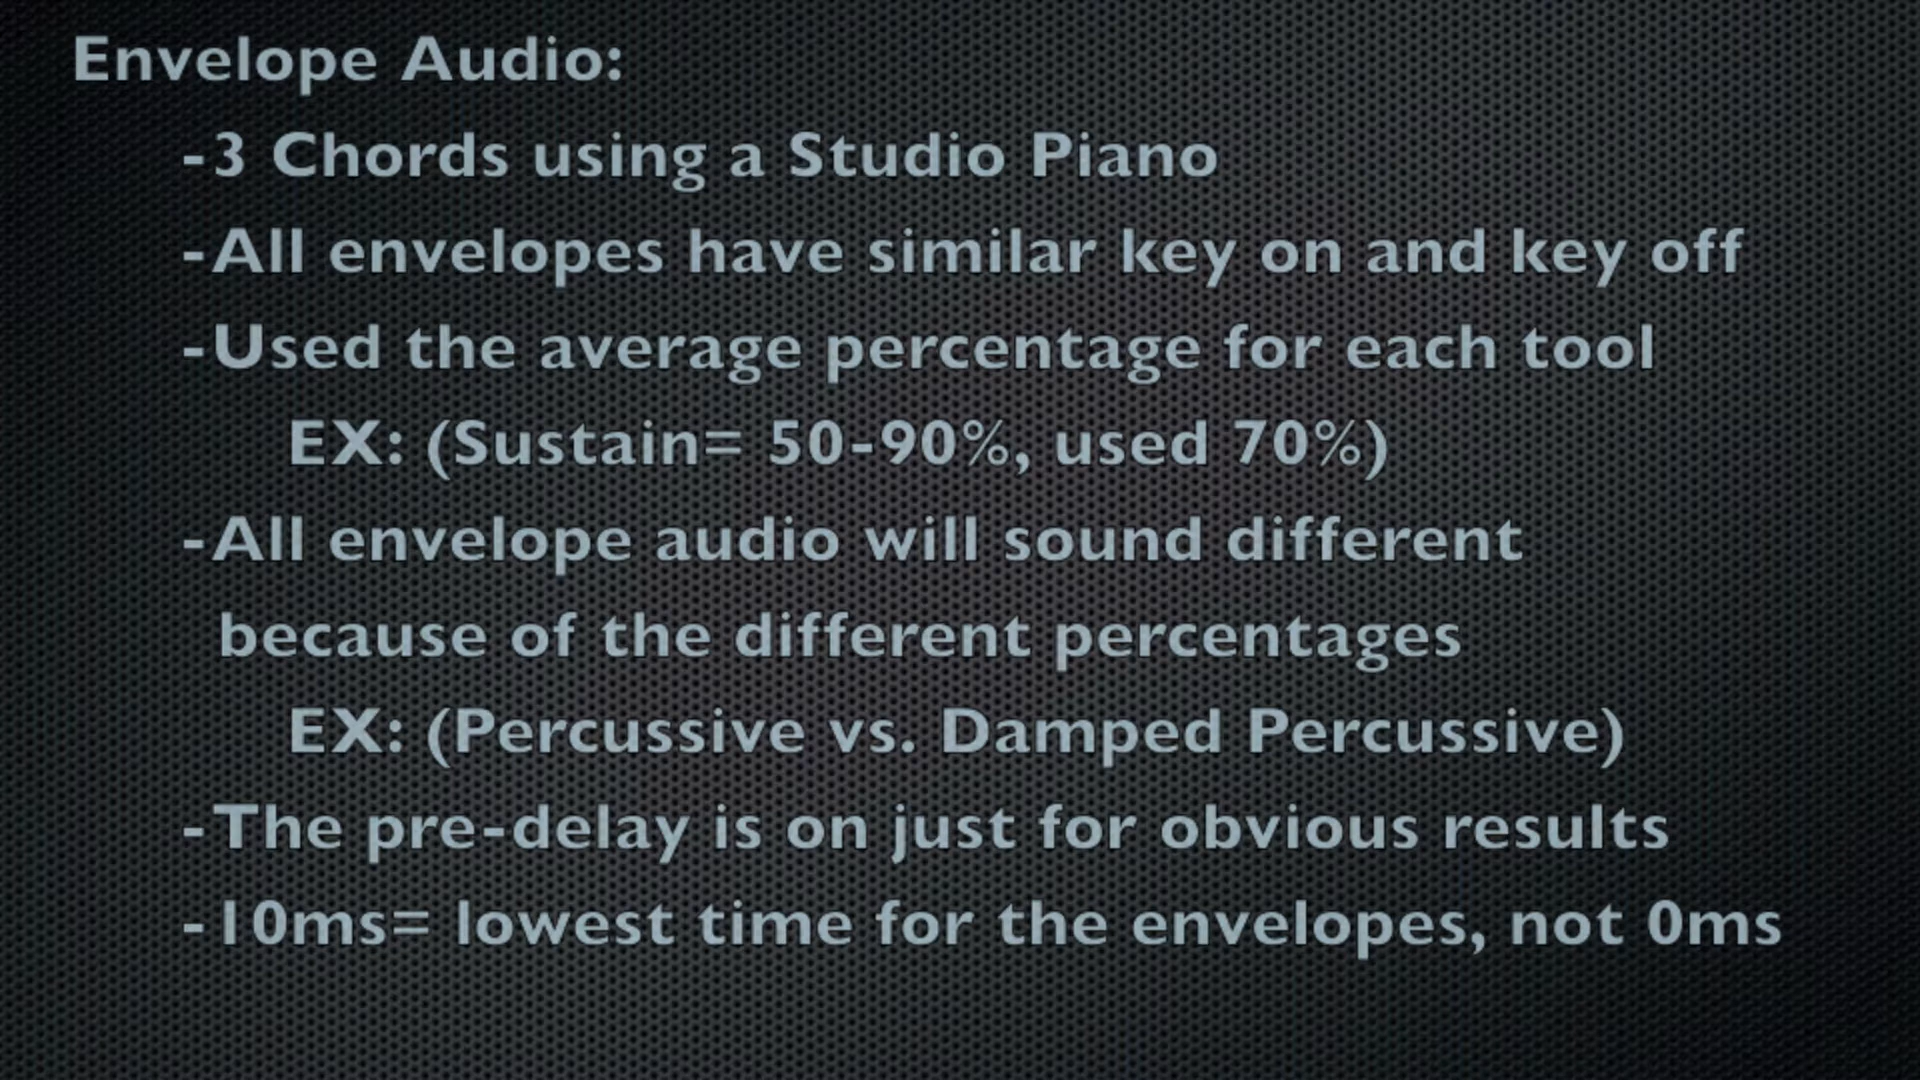 Envelope Audio:
-3 Chords using a Studio Piano
-All envelopes have similar key on and key off
-Used the average percentage for each tool
EX: (Sustain= 50-90%, used 70%)
-All envelope audio will sound different
because of the different percentages
EX: (Percussive vs. Damped Percussive)
-The pre-delay is on just for obvious results
-10ms= lowest time for the envelopes, not 0ms